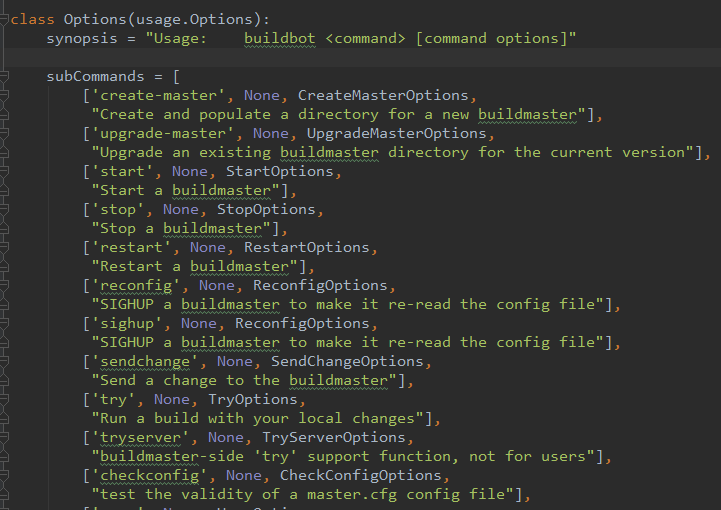 class Options(usage.Options):
    synopsis = "Usage:    buildbot <command> [command options]"

    subCommands = [
        ['create-master', None, CreateMasterOptions,
         "Create and populate a directory for a new buildmaster"],
        ['upgrade-master', None, UpgradeMasterOptions,
         "Upgrade an existing buildmaster directory for the current version"],
        ['start', None, StartOptions,
         "Start a buildmaster"],
        ['stop', None, StopOptions,
         "Stop a buildmaster"],
        ['restart', None, RestartOptions,
         "Restart a buildmaster"],
        ['reconfig', None, ReconfigOptions,
         "SIGHUP a buildmaster to make it re-read the config file"],
        ['sighup', None, ReconfigOptions,
         "SIGHUP a buildmaster to make it re-read the config file"],
        ['sendchange', None, SendChangeOptions,
         "Send a change to the buildmaster"],
        ['try', None, TryOptions,
         "Run a build with your local changes"],
        ['tryserver', None, TryServerOptions,
         "buildmaster-side 'try' support function, not for users"],
        ['checkconfig', None, CheckConfigOptions,
         "test the validity of a master.cfg config file"],